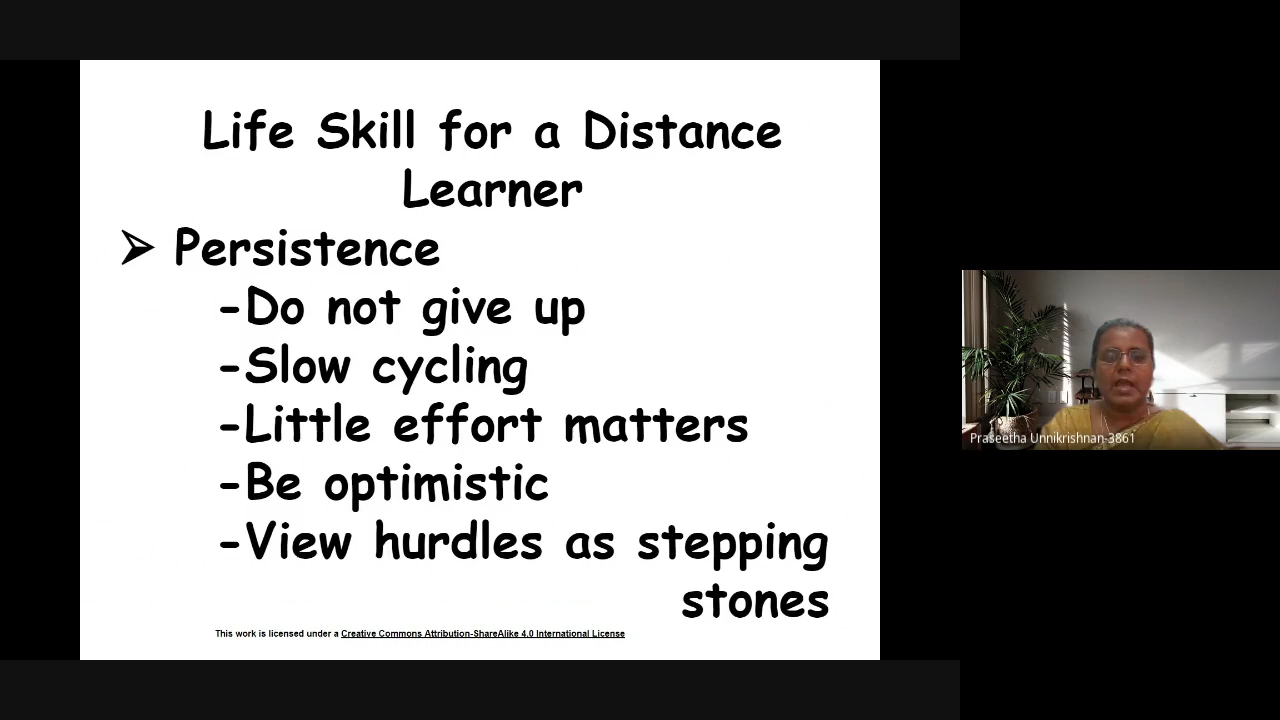 Life Skill for a Distance
Learner
➢ Persistence
-Do not give up
-Slow cycling
-Little effort matters
-Be optimistic
-View hurdles as stepping
stones
This work is licensed under a Creative Commons Attribution-ShareAlike 4.0 International License
Praseetha Unnikrishnan-3861